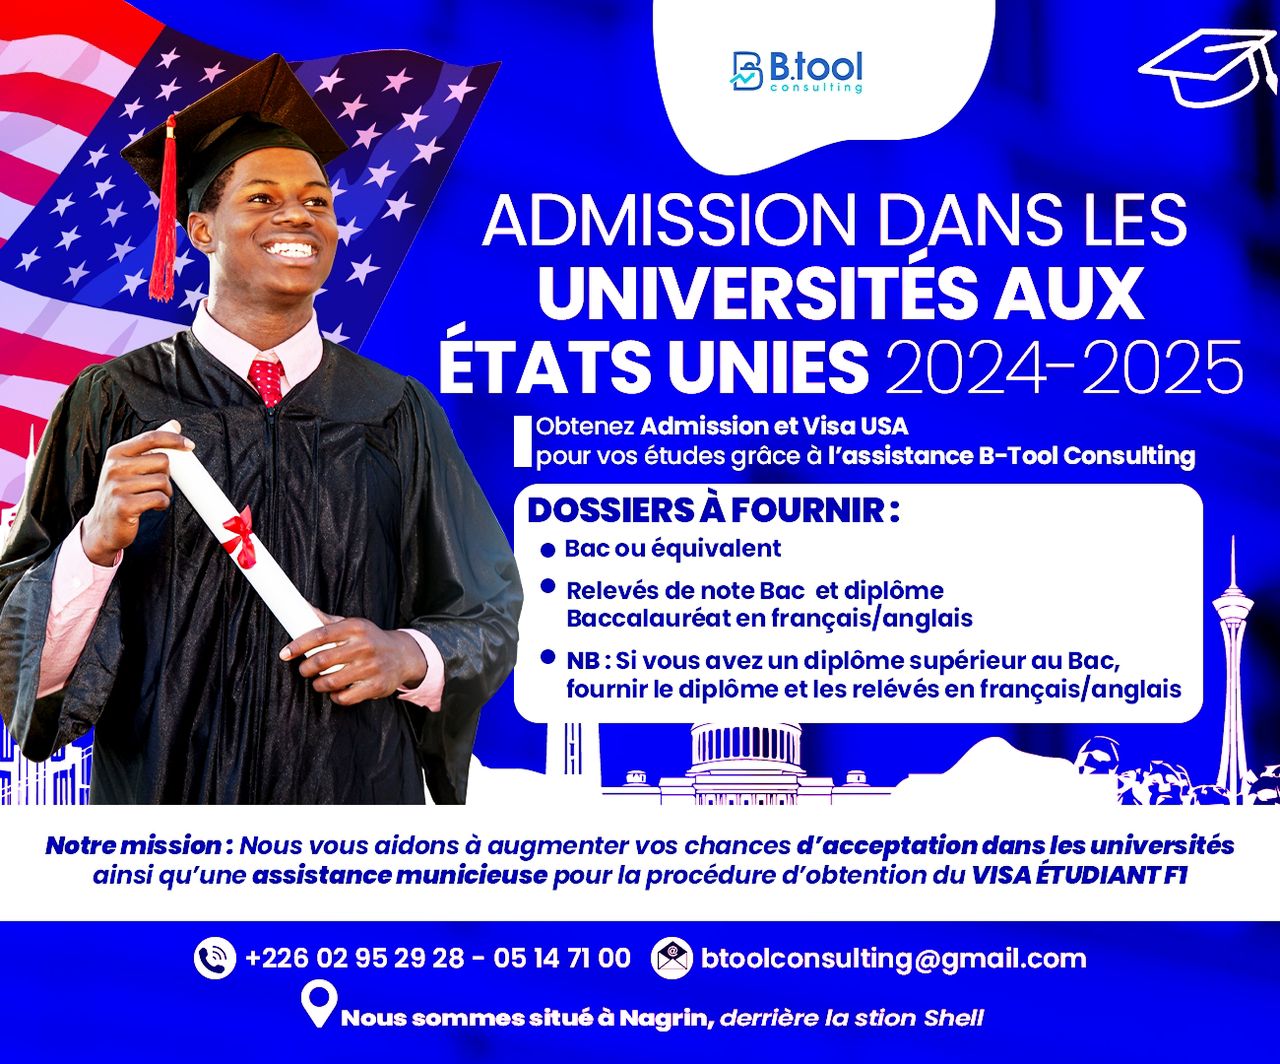 B.tool
consulting
ADMISSION DANS LES
UNIVERSITÉS AUX
ÉTATS UNIES 2024-2025
Obtenez Admission et Visa USA
pour vos études grâce à l'assistance B-Tool Consulting
DOSSIERS À FOURNIR :
• Bac ou équivalent
• Relevés de note Bac et diplôme
Baccalauréat en français/anglais
• NB : Si vous avez un diplôme supérieur au Bac,
fournir le diplôme et les relévés en français/anglais
Notre mission : Nous vous aidons à augmenter vos chances d'acceptation dans les universités
ainsi qu'une assistance municieuse pour la procédure d'obtention du VISA ÉTUDIANT F1
+226 02 95 29 28 - 05 14 71 00 btoolconsulting@gmail.com
Nous sommes situé à Nagrin, derrière la stion Shell